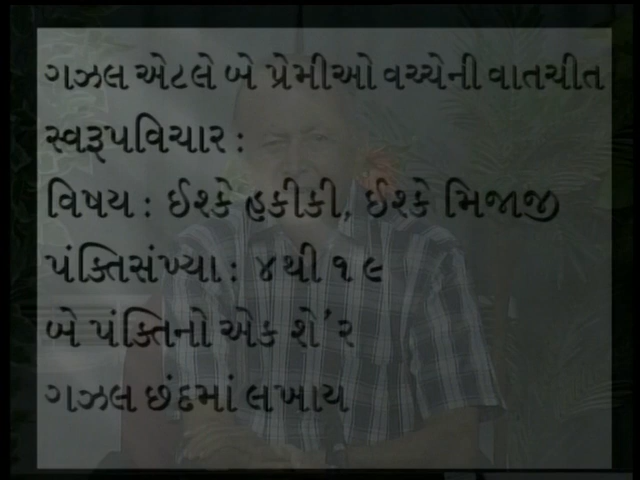 ગઝલ એટલે બે પ્રેમીઓ વચ્ચેની વાતચીત
સ્વરૂપવિચાર :
વિષય : ઈશ્કે હકીકી, ઈશ્કે મિજાજી
પંક્તિસંખ્યા : ૪થી ૧૯
બે પંક્તિનો એક શે'ર
ગઝલ છંદમાં લખાય